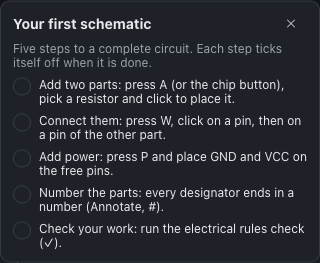 Your first schematic
Five steps to a complete circuit. Each step ticks
itself off when it is done.
Add two parts: press A (or the chip button),
pick a resistor and click to place it.
Connect them: press W, click on a pin, then on
a pin of the other part.
Add power: press P and place GND and VCC on
the free pins.
Number the parts: every designator ends in a
number (Annotate, #).
Check your work: run the electrical rules check
(✓).